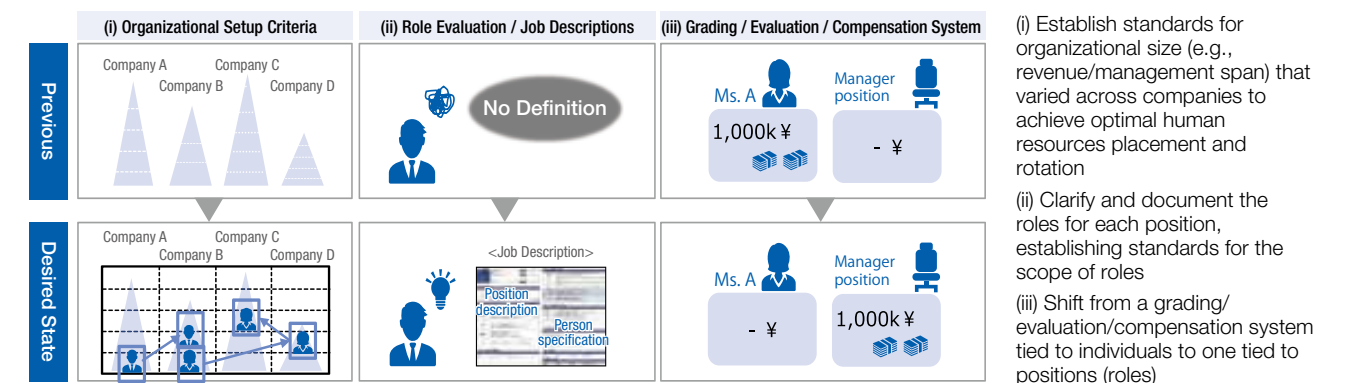 (i) Organizational Setup Criteria
(ii) Role Evaluation / Job Descriptions
(iii) Grading / Evaluation / Compensation System
Previous
Company A
Company B
Company C
Company D
No Definition
Ms. A
1,000k ¥
Manager
position
- ¥
Desired State
Company A
Company B
Company C
Company D
<Job Description>
Position
description
Person
specification
Ms. A
- ¥
Manager
position
1,000k ¥
(i) Establish standards for
organizational size (e.g.,
revenue/management span) that
varied across companies to
achieve optimal human
resources placement and
rotation
(ii) Clarify and document the
roles for each position,
establishing standards for the
scope of roles
(iii) Shift from a grading/
evaluation/compensation system
tied to individuals to one tied to
positions (roles)